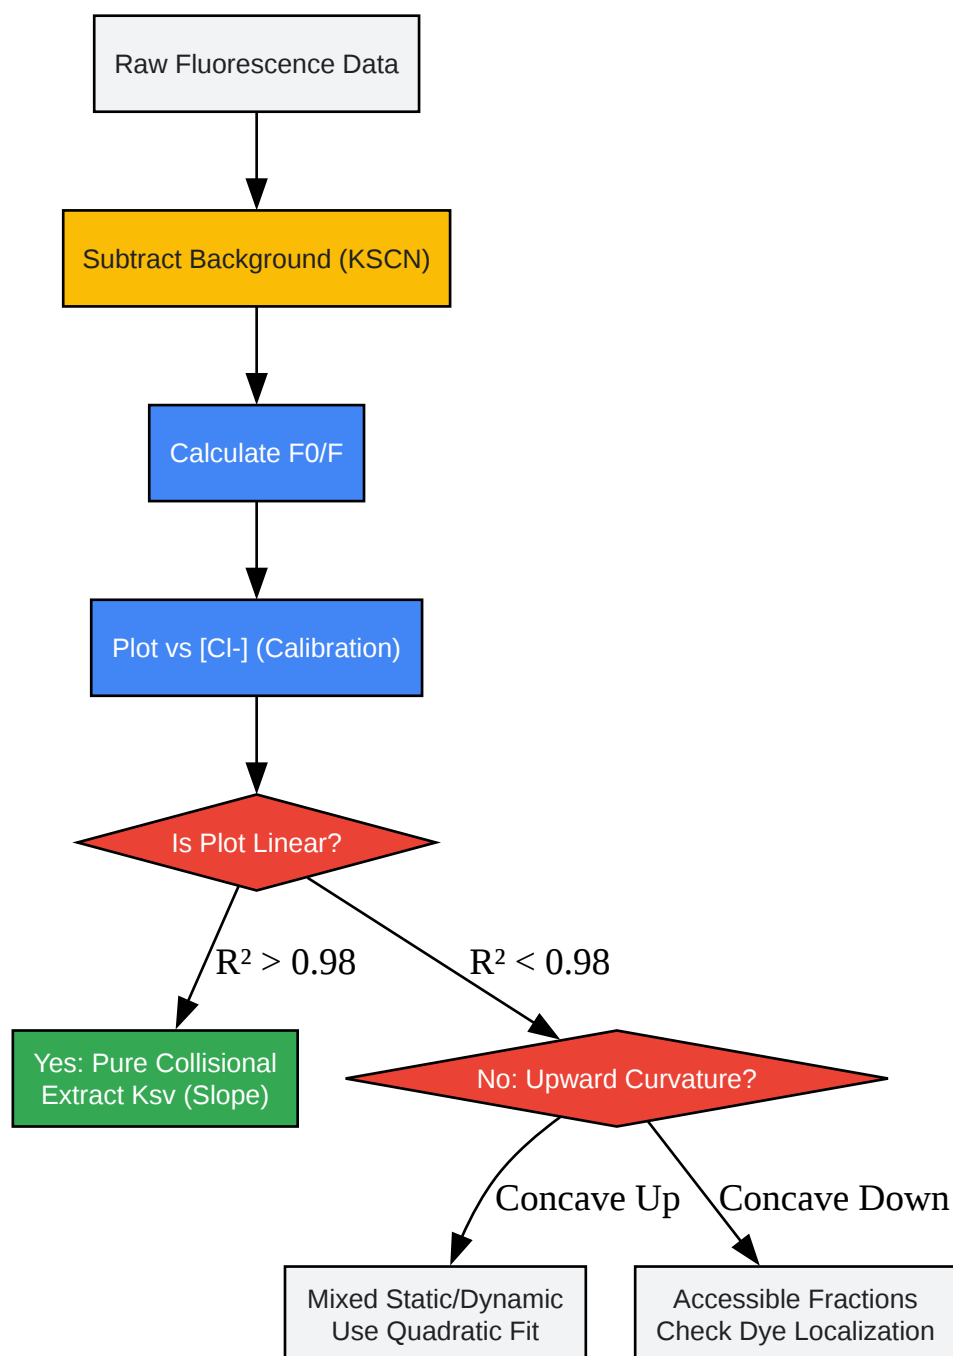 Raw Fluorescence Data
Subtract Background (KSCN)
Calculate F0/F
Plot vs [Cl-] (Calibration)
Is Plot Linear?
R² > 0.98
R² < 0.98
Yes: Pure Collisional
Extract Ksv (Slope)
No: Upward Curvature?
Concave Up
Concave Down
Mixed Static/Dynamic
Use Quadratic Fit
Accessible Fractions
Check Dye Localization